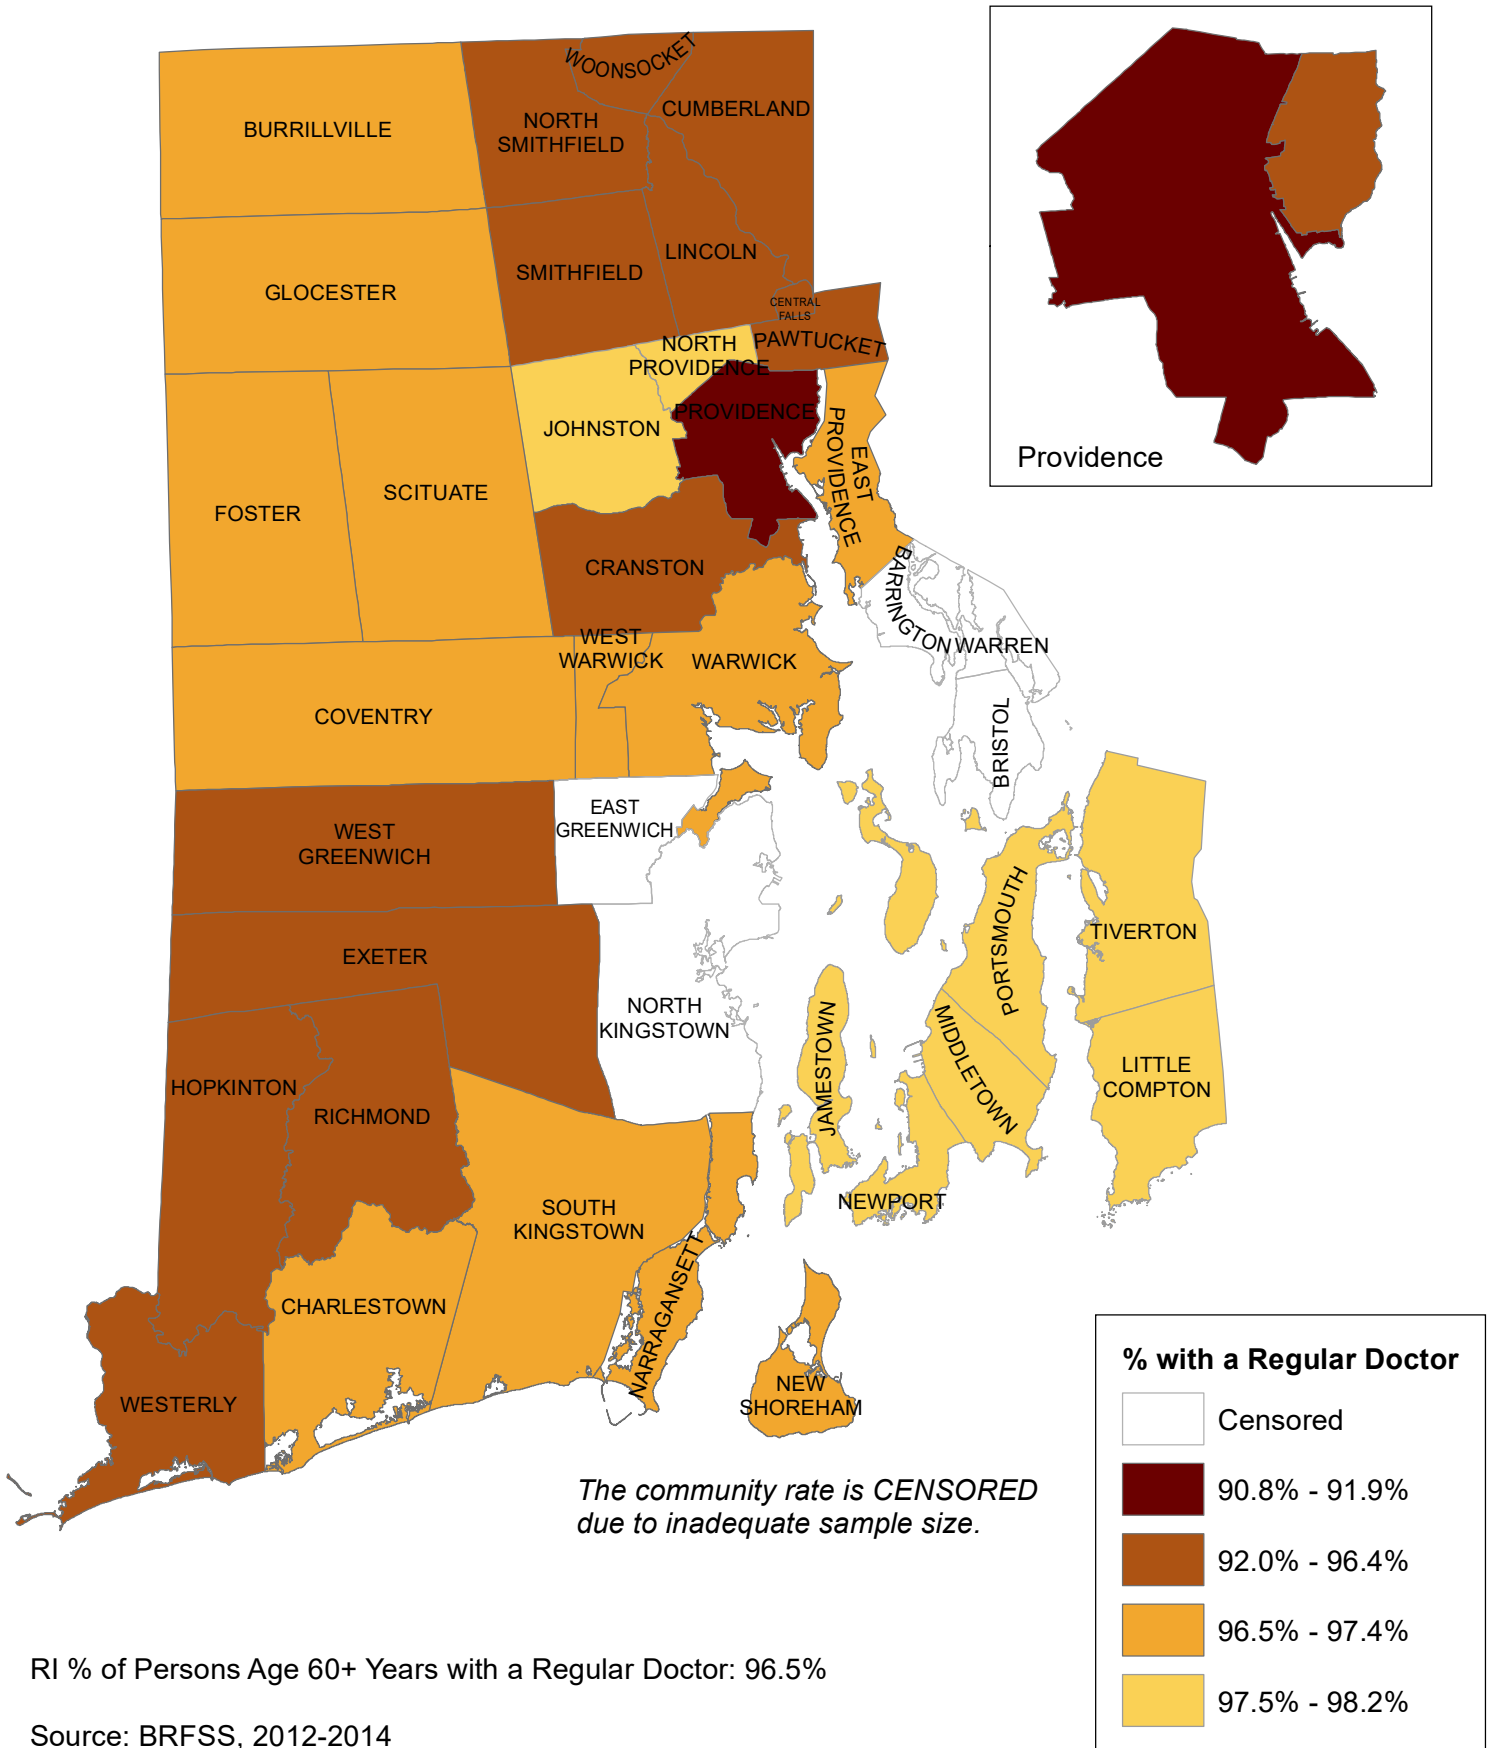 WOONSOCKET
CUMBERLAND
BURRILLVILLE
NORTH
SMITHFIELD
LINCOLN
SMITHFIELD
GLOCESTER
CENTRAL
FALLS
NORTH
PROVIDENCE
PAWTUCKET
PROVIDENCE
JOHNSTON
EAST
PROVIDENCE
SCITUATE
FOSTER
CRANSTON
BARRINGTON
WARREN
WEST
WARWICK
WARWICK
COVENTRY
BRISTOL
EAST
GREENWICH
WEST
GREENWICH
PORTSMOUTH
TIVERTON
EXETER
NORTH
KINGSTOWN
JAMESTOWN
MIDDLETOWN
LITTLE
COMPTON
HOPKINTON
RICHMOND
NEWPORT
SOUTH
KINGSTOWN
NARRAGANSETT
CHARLESTOWN
NEW
SHOREHAM
WESTERLY
Providence
% with a Regular Doctor
Censored
90.8% - 91.9%
92.0% - 96.4%
96.5% - 97.4%
97.5% - 98.2%
The community rate is CENSORED
due to inadequate sample size.
RI % of Persons Age 60+ Years with a Regular Doctor: 96.5%
Source: BRFSS, 2012-2014